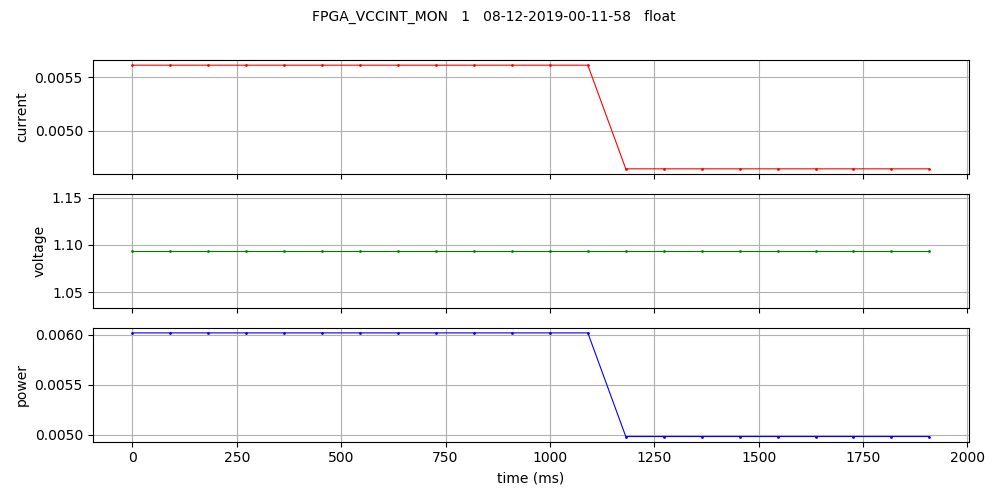 FPGA_VCCINT_MON 1 08-12-2019-00-11-58 float
0.0055
0.0050
current
1.15
1.10
1.05
voltage
0.0060
0.0055
0.0050
power
0 250 500 750 1000 1250 1500 1750 2000
time (ms)